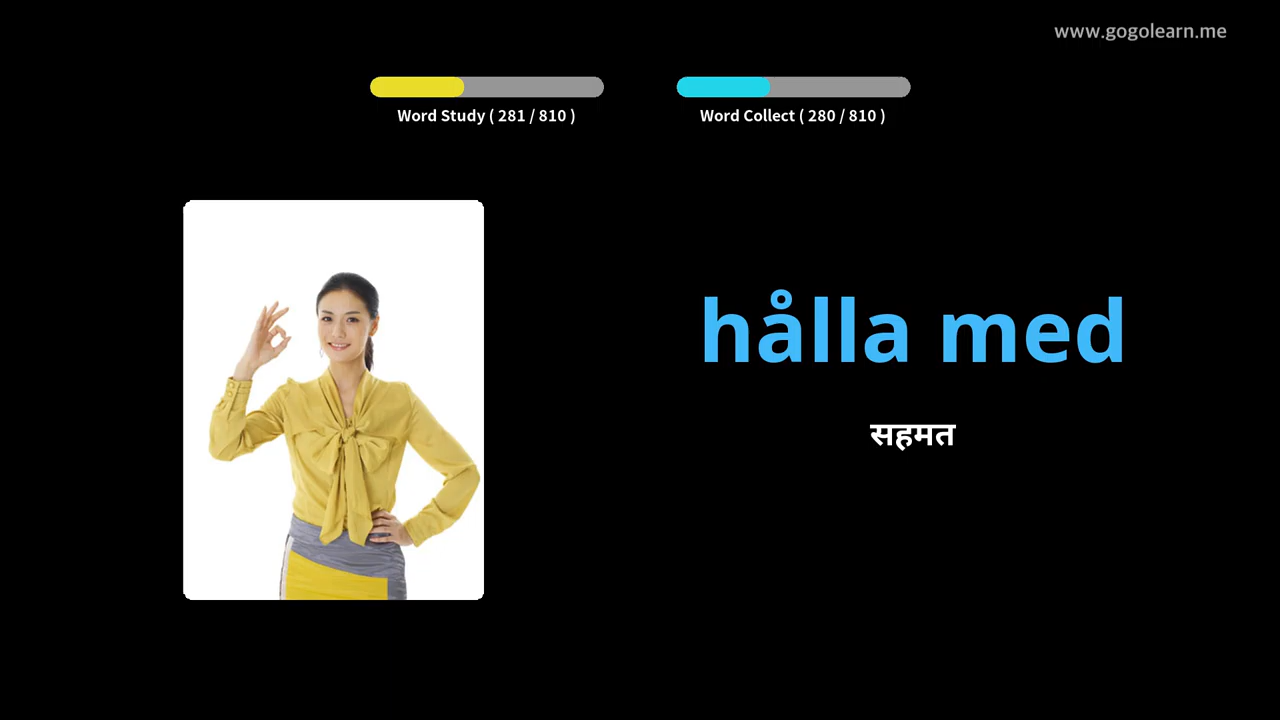 www.gogolearn.me
Word Study ( 281 / 810 )
Word Collect ( 280 / 810 )
hålla med
सहमत